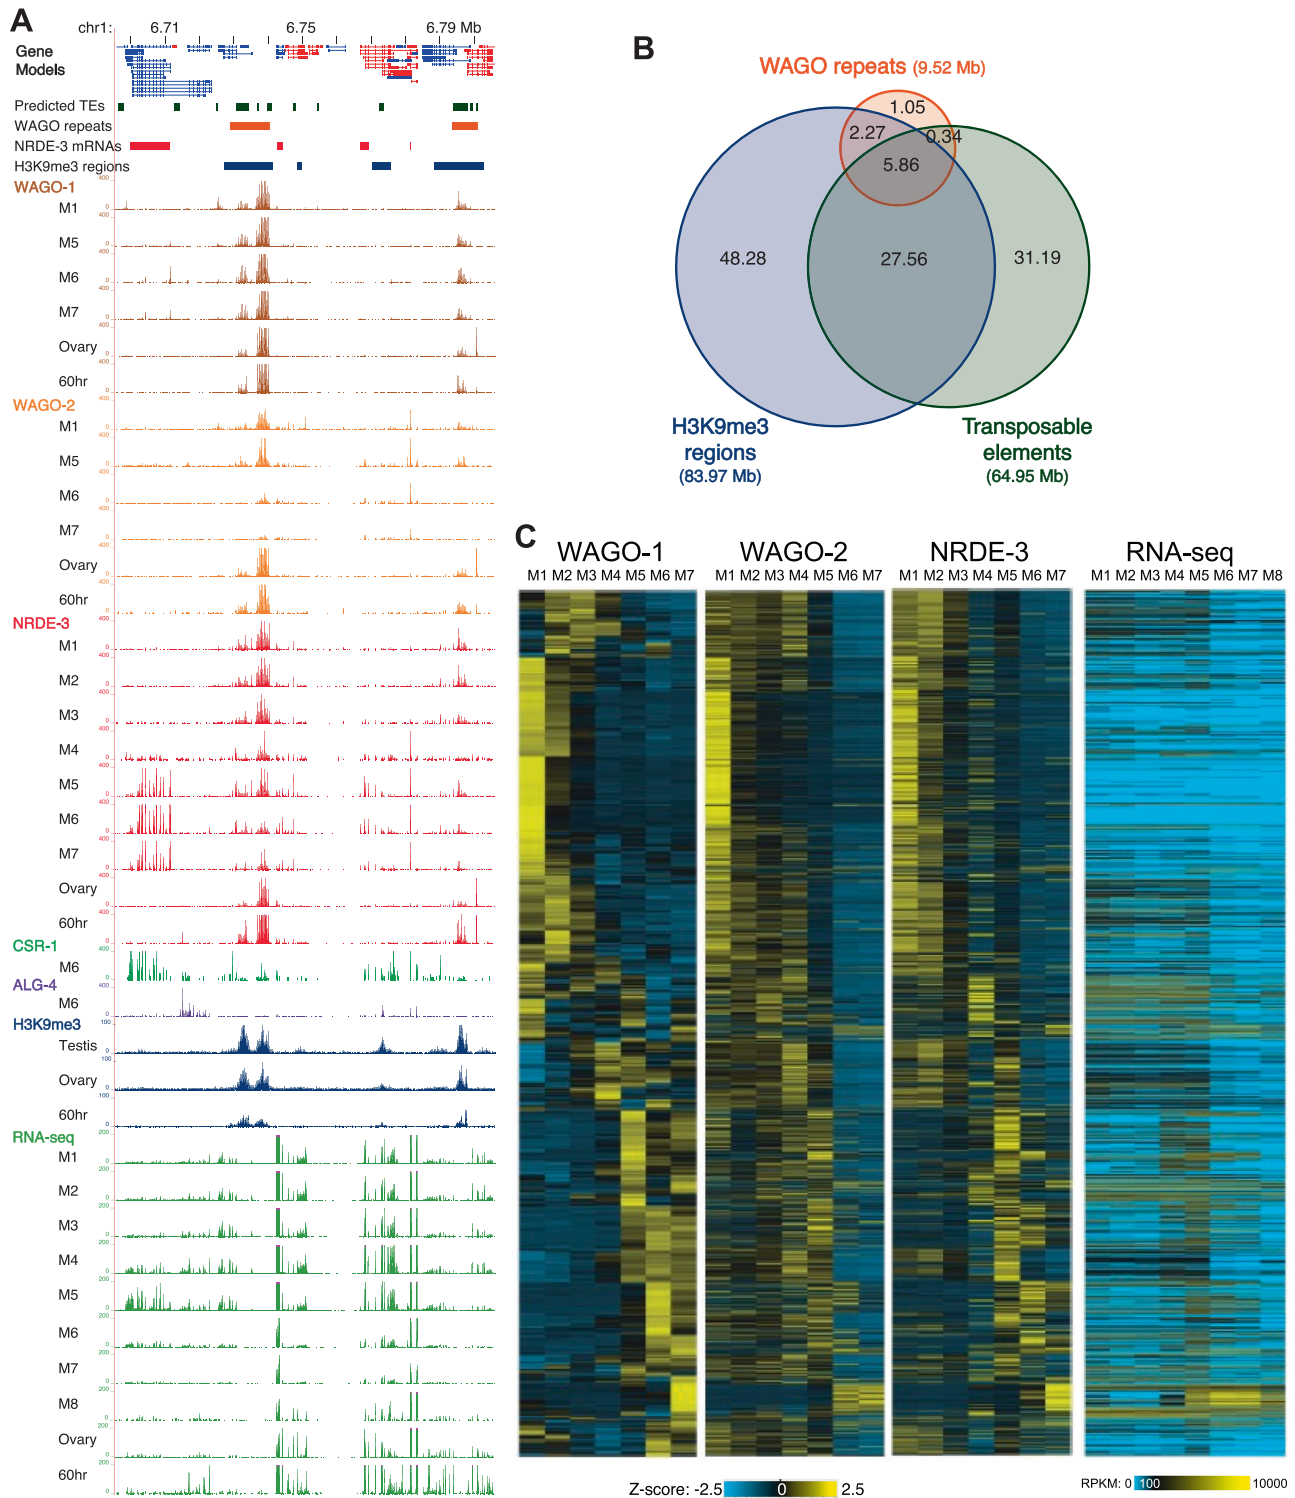 A
chr1: 6.71 6.75 6.79 Mb
Gene
Models
Predicted TEs
WAGO repeats
NRDE-3 mRNAs
H3K9me3 regions
WAGO-1
M1
M5
M6
M7
Ovary
60hr
WAGO-2
M1
M5
M6
M7
Ovary
60hr
NRDE-3
M1
M2
M3
M4
M5
M6
M7
Ovary
60hr
CSR-1
M6
ALG-4
M6
H3K9me3
Testis
Ovary
60hr
RNA-seq
M1
M2
M3
M4
M5
M6
M7
M8
Ovary
60hr
B
WAGO repeats (9.52 Mb)
1.05
2.27 0.34
5.86
48.28 27.56 31.19
H3K9me3
regions
(83.97 Mb)
Transposable
elements
(64.95 Mb)
C
WAGO-1 WAGO-2 NRDE-3 RNA-seq
M1 M2 M3 M4 M5 M6 M7 M1 M2 M3 M4 M5 M6 M7 M1 M2 M3 M4 M5 M6 M7 M1 M2 M3 M4 M5 M6 M7 M8
Z-score: -2.5 0 2.5
RPKM: 0 100 10000